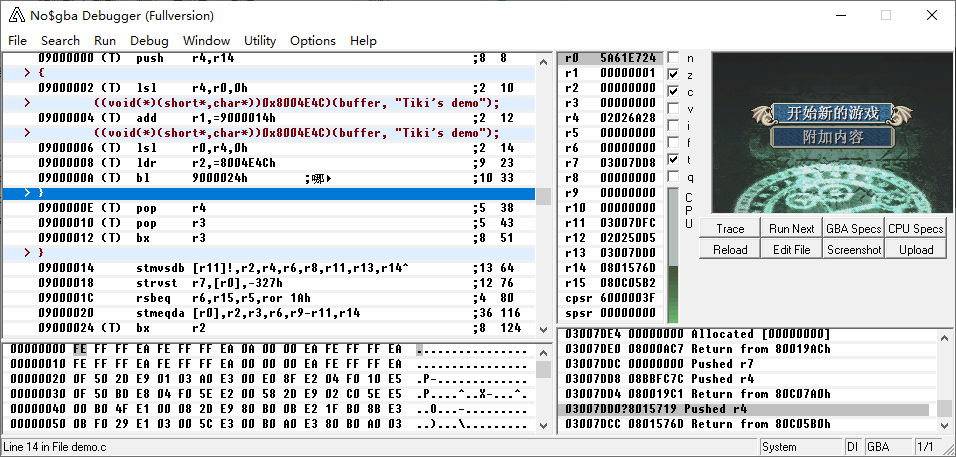 No$gba Debugger (Fullversion)
File Search Run Debug Window Utility Options Help
09000000 (T) push r4,r14 ;8 8
> {
09000002 (T) lsl r4,r0,0h ;2 10
> ((void(*)(short*,char*))0x8004E4C)(buffer, "Tiki's demo");
09000004 (T) add r1,=9000014h ;2 12
> ((void(*)(short*,char*))0x8004E4C)(buffer, "Tiki's demo");
09000006 (T) lsl r0,r4,0h ;2 14
09000008 (T) ldr r2,=8004E4Ch ;9 23
0900000A (T) bl 9000024h ;哪▸ ;10 33
> }
0900000E (T) pop r4 ;5 38
09000010 (T) pop r3 ;5 43
09000012 (T) bx r3 ;8 51
> }
09000014 stmvsdb [r11]!,r2,r4,r6,r8,r11,r13,r14^ ;13 64
09000018 strvst r7,[r0],-327h ;12 76
0900001C rsbeq r6,r15,r5,ror 1Ah ;4 80
09000020 stmeqda [r0],r2,r3,r6,r9-r11,r14 ;36 116
09000024 (T) bx r2 ;8 124
r0 5A61E724
r1 00000001
r2 00000000
r3 00000000
r4 02026A28
r5 00000000
r6 00000000
r7 03007DD8
r8 00000000
r9 00000000
r10 00000000
r11 03007DFC
r12 020250D5
r13 03007DD0
r14 0801576D
r15 080C05B2
cpsr 6000003F
spsr 00000000
n
z
c
v
i
f
t
q
C
P
U
开始新的游戏
附加内容
Trace Run Next GBA Specs CPU Specs
Reload Edit File Screenshot Upload
00000000 FE FF FF EA FE FF FF EA 0A 00 00 EA FE FF FF EA ................
00000010 FE FF FF EA FE FF FF EA FE FF FF EA FE FF FF EA ................
00000020 0F 50 2D E9 01 03 A0 E3 00 E0 8F E2 04 F0 10 E5 .P-.............
00000030 0F 50 BD E8 04 F0 5E E2 00 58 2D E9 02 CC 5E E5 .P....^..X-...^.
00000040 00 B0 4F E1 00 08 2D E9 80 B0 0B E2 1F B0 8B E3 ..O...-.........
00000050 0B F0 29 E1 03 00 5C E3 00 D0 A0 E3 80 B0 A0 03 ..)...\.........
03007DE4 00000000 Allocated [00000000]
03007DE0 08000AC7 Return from 80019ACh
03007DDC 00000000 Pushed r7
03007DD8 08BBFC7C Pushed r4
03007DD4 080019C1 Return from 80C07A0h
03007DD0?8015719 Pushed r4
03007DCC 0801576D Return from 80C05B0h
Line 14 in File demo.c System DI GBA 1/1